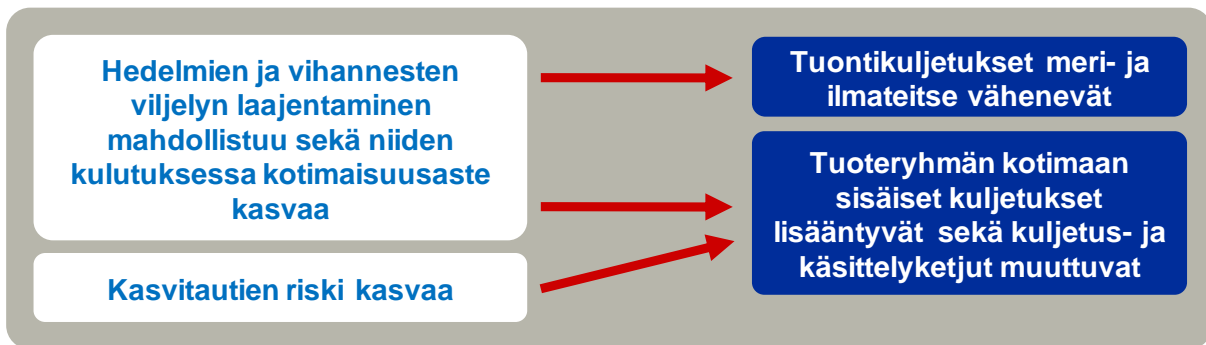 Hedelmien ja vihannesten
viljelyn laajentaminen
mahdollistuu sekä niiden
kulutuksessa kotimaisuusaste
kasvaa
Kasvitautien riski kasvaa
Tuontikuljetukset meri- ja
ilmateitse vähenevät
Tuoteryhmän kotimaan
sisäiset kuljetukset
lisääntyvät sekä kuljetus- ja
käsittelyketjut muuttuvat